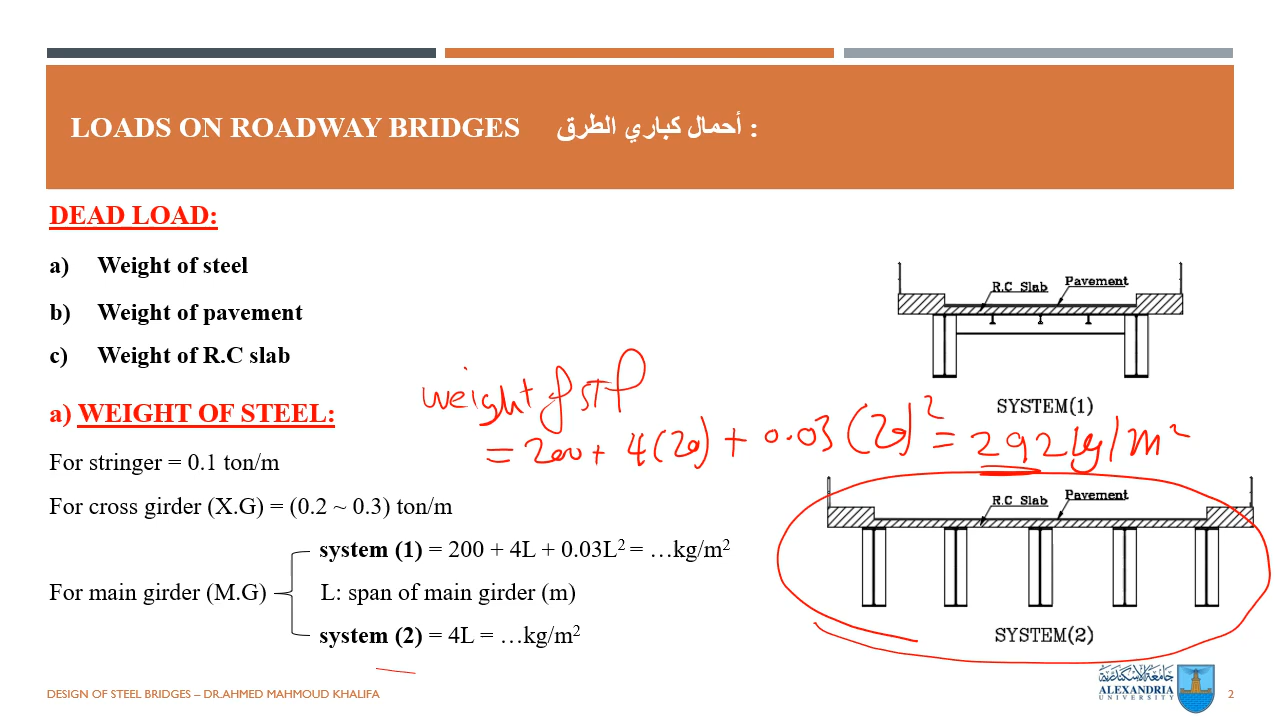 LOADS ON ROADWAY BRIDGES أحمال كباري الطرق :
DEAD LOAD:
a) Weight of steel
b) Weight of pavement
c) Weight of R.C slab
R.C Slab Pavement
SYSTEM(1)
weight of
= 200 + 4(20) + 0.03(20)² = 292 kg/m²
a) WEIGHT OF STEEL:
For stringer = 0.1 ton/m
For cross girder (X.G) = (0.2 ~ 0.3) ton/m
For main girder (M.G)
system (1) = 200 + 4L + 0.03L² = …kg/m²
L: span of main girder (m)
system (2) = 4L = …kg/m²
R.C Slab Pavement
SYSTEM(2)
DESIGN OF STEEL BRIDGES – DR.AHMED MAHMOUD KHALIFA
جامعة الإسكندرية
ALEXANDRIA
UNIVERSITY
2